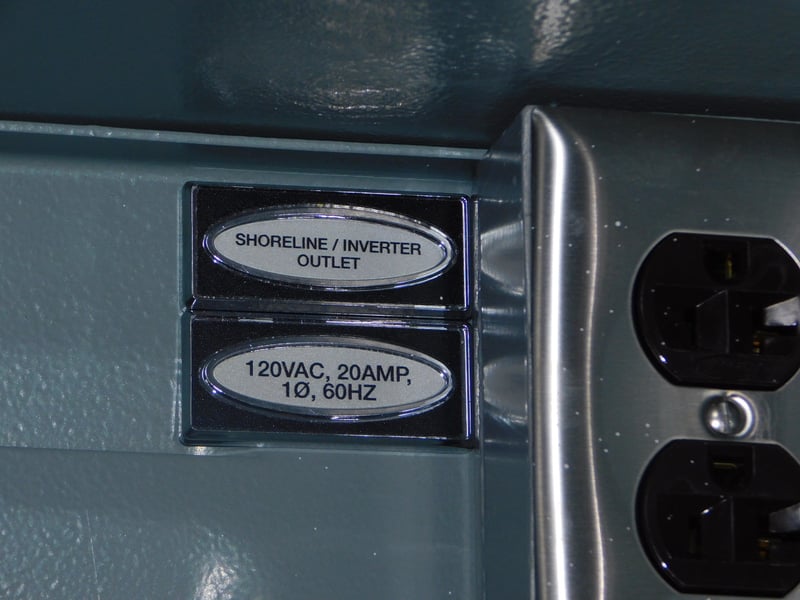 SHORELINE / INVERTER
OUTLET
120VAC, 20AMP,
1Ø, 60HZ